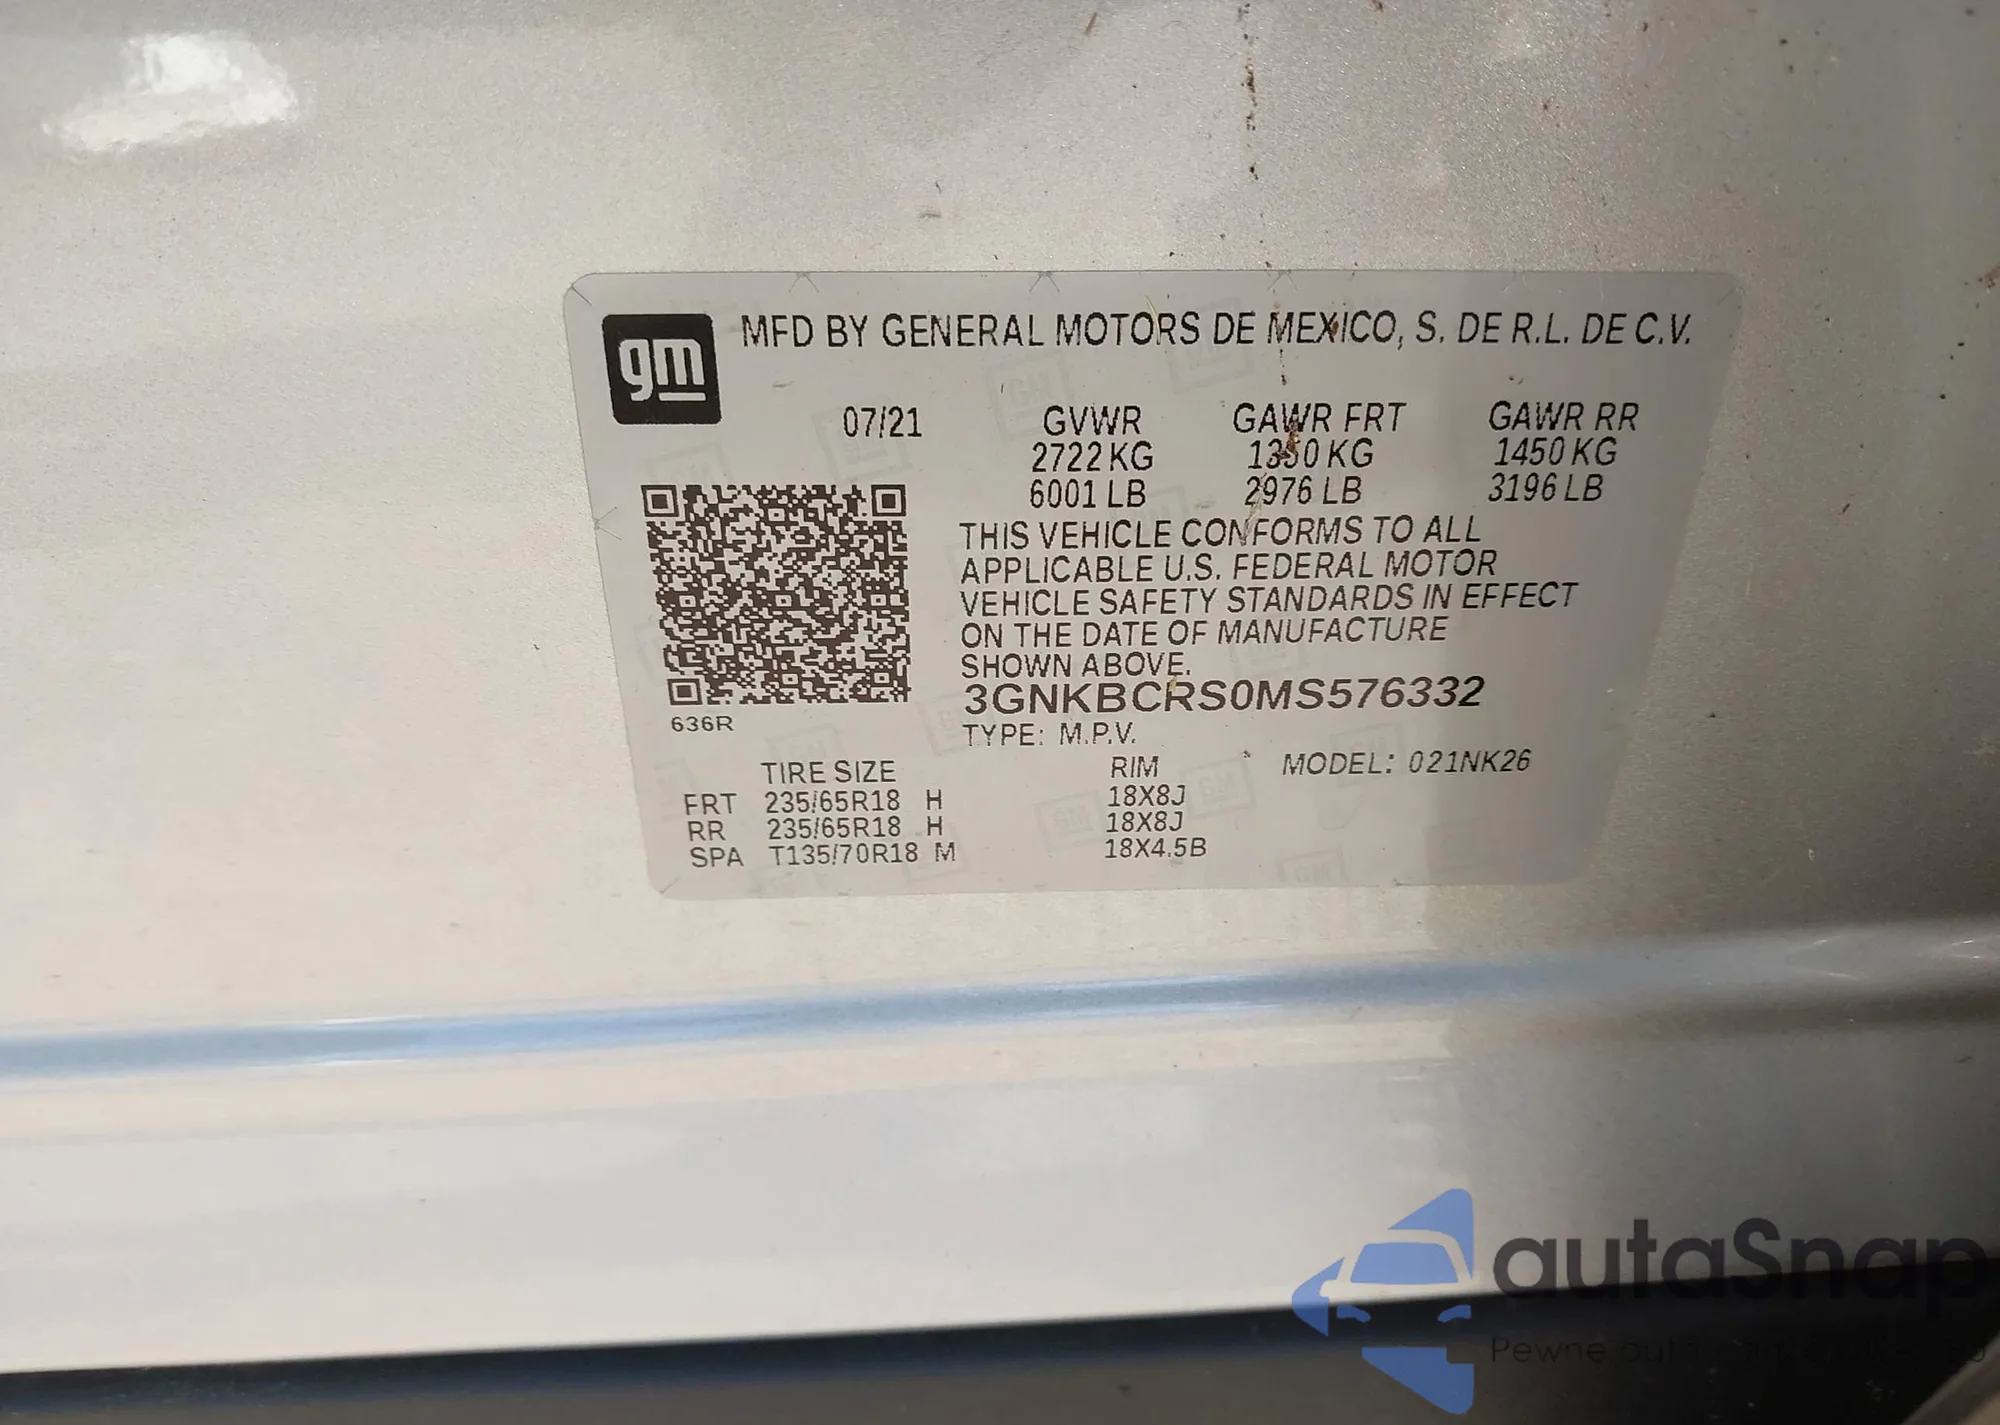 gm
MFD BY GENERAL MOTORS DE MEXICO, S. DE R.L. DE C.V.
07/21 GVWR GAWR FRT GAWR RR
2722 KG 1350 KG 1450 KG
6001 LB 2976 LB 3196 LB
THIS VEHICLE CONFORMS TO ALL
APPLICABLE U.S. FEDERAL MOTOR
VEHICLE SAFETY STANDARDS IN EFFECT
ON THE DATE OF MANUFACTURE
SHOWN ABOVE.
3GNKBCRS0MS576332
636R
TYPE: M.P.V.
TIRE SIZE RIM MODEL: 021NK26
FRT 235/65R18 H 18X8J
RR 235/65R18 H 18X8J
SPA T135/70R18 M 18X4.5B
autaSnap
Pewne